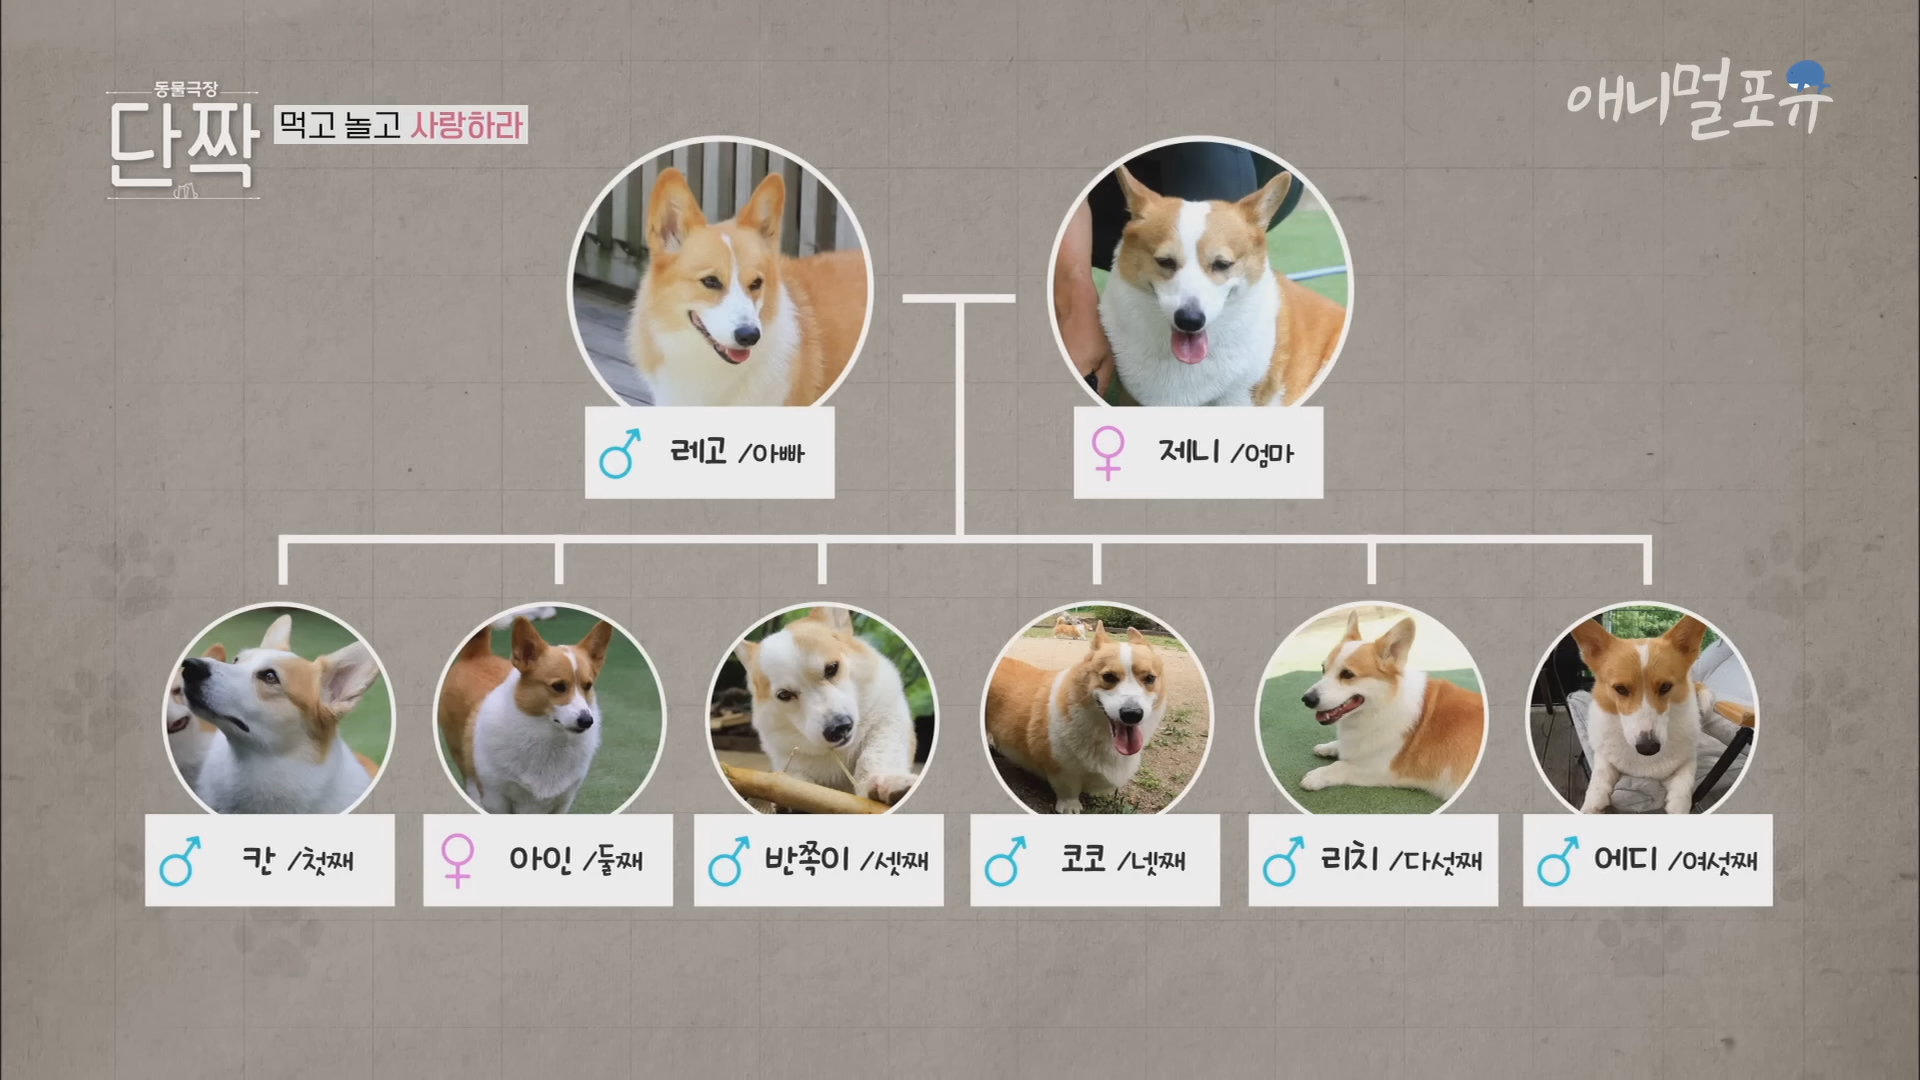 동물극장
단짝
먹고 놀고 사랑하라
애니멀포유
레고 /아빠
제니 /엄마
칸 /첫째
아인 /둘째
반쪽이 /셋째
코코 /넷째
리치 /다섯째
에디 /여섯째